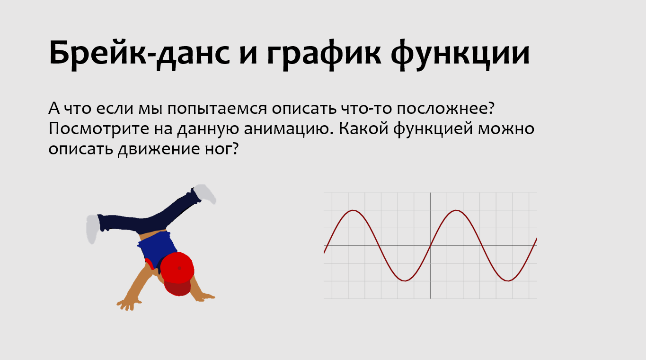 Брейк-данс и график функции
А что если мы попытаемся описать что-то посложнее?
Посмотрите на данную анимацию. Какой функцией можно
описать движение ног?